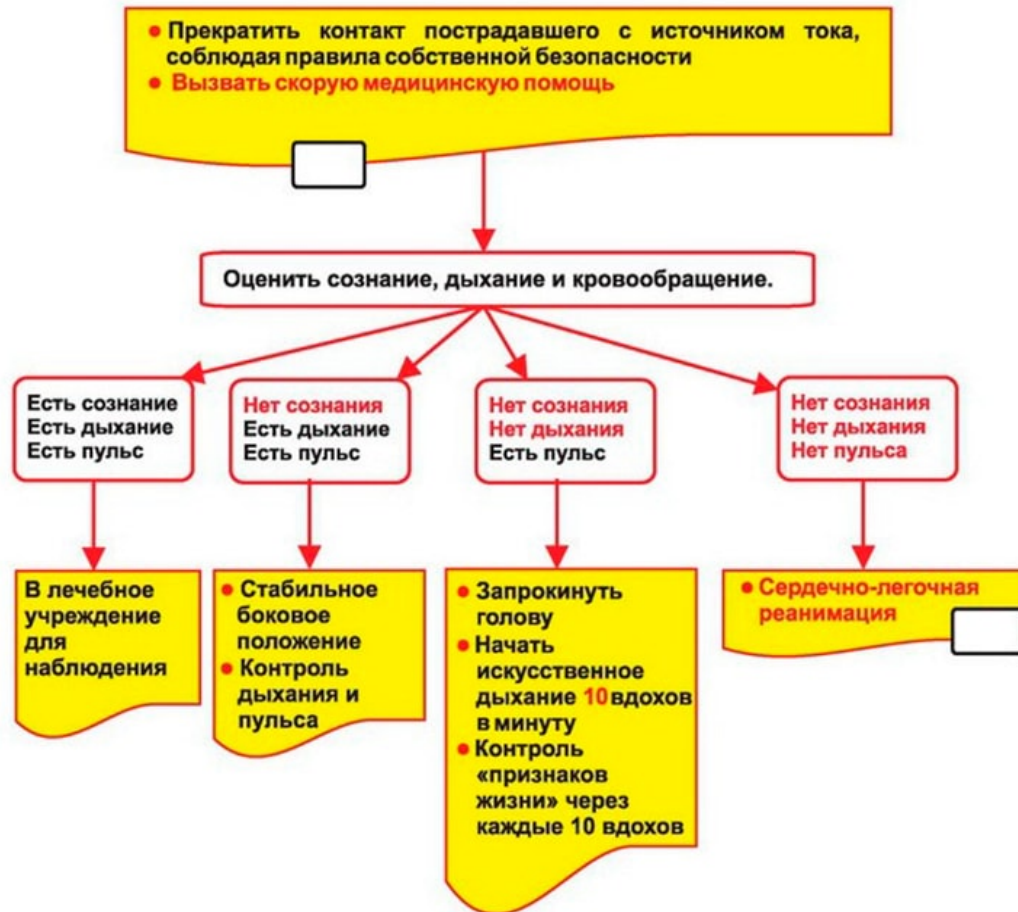 • Прекратить контакт пострадавшего с источником тока,
соблюдая правила собственной безопасности
• Вызвать скорую медицинскую помощь
Оценить сознание, дыхание и кровообращение.
Есть сознание
Есть дыхание
Есть пульс
Нет сознания
Есть дыхание
Есть пульс
Нет сознания
Нет дыхания
Есть пульс
Нет сознания
Нет дыхания
Нет пульса
В лечебное
учреждение
для
наблюдения
• Стабильное
боковое
положение
• Контроль
дыхания и
пульса
• Запрокинуть
голову
• Начать
искусственное
дыхание 10 вдохов
в минуту
• Контроль
«признаков
жизни» через
каждые 10 вдохов
• Сердечно-легочная
реанимация